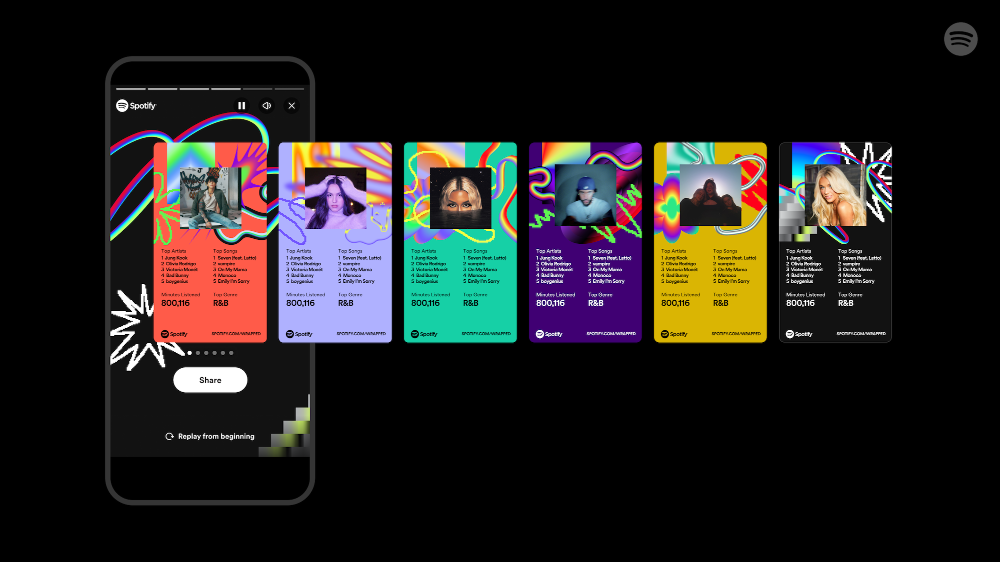 Spotify
Top Artists Top Songs
1 Jung Kook 1 Seven (feat. Latto)
2 Olivia Rodrigo 2 vampire
3 Victoria Monét 3 On My Mama
4 Bad Bunny 4 Monoco
5 boygenius 5 Emily I'm Sorry
Minutes Listened Top Genre
800,116 R&B
Spotify SPOTIFY.COM/WRAPPED
Top Artists Top Songs
1 Jung Kook 1 Seven (feat. Latto)
2 Olivia Rodrigo 2 vampire
3 Victoria Monét 3 On My Mama
4 Bad Bunny 4 Monoco
5 boygenius 5 Emily I'm Sorry
Minutes Listened Top Genre
800,116 R&B
Spotify SPOTIFY.COM/WRAPPED
Top Artists Top Songs
1 Jung Kook 1 Seven (feat. Latto)
2 Olivia Rodrigo 2 vampire
3 Victoria Monét 3 On My Mama
4 Bad Bunny 4 Monoco
5 boygenius 5 Emily I'm Sorry
Minutes Listened Top Genre
800,116 R&B
Spotify SPOTIFY.COM/WRAPPED
Top Artists Top Songs
1 Jung Kook 1 Seven (feat. Latto)
2 Olivia Rodrigo 2 vampire
3 Victoria Monét 3 On My Mama
4 Bad Bunny 4 Monoco
5 boygenius 5 Emily I'm Sorry
Minutes Listened Top Genre
800,116 R&B
Spotify SPOTIFY.COM/WRAPPED
Top Artists Top Songs
1 Jung Kook 1 Seven (feat. Latto)
2 Olivia Rodrigo 2 vampire
3 Victoria Monét 3 On My Mama
4 Bad Bunny 4 Monoco
5 boygenius 5 Emily I'm Sorry
Minutes Listened Top Genre
800,116 R&B
Spotify SPOTIFY.COM/WRAPPED
Top Artists Top Songs
1 Jung Kook 1 Seven (feat. Latto)
2 Olivia Rodrigo 2 vampire
3 Victoria Monét 3 On My Mama
4 Bad Bunny 4 Monoco
5 boygenius 5 Emily I'm Sorry
Minutes Listened Top Genre
800,116 R&B
Spotify SPOTIFY.COM/WRAPPED
Share
Replay from beginning